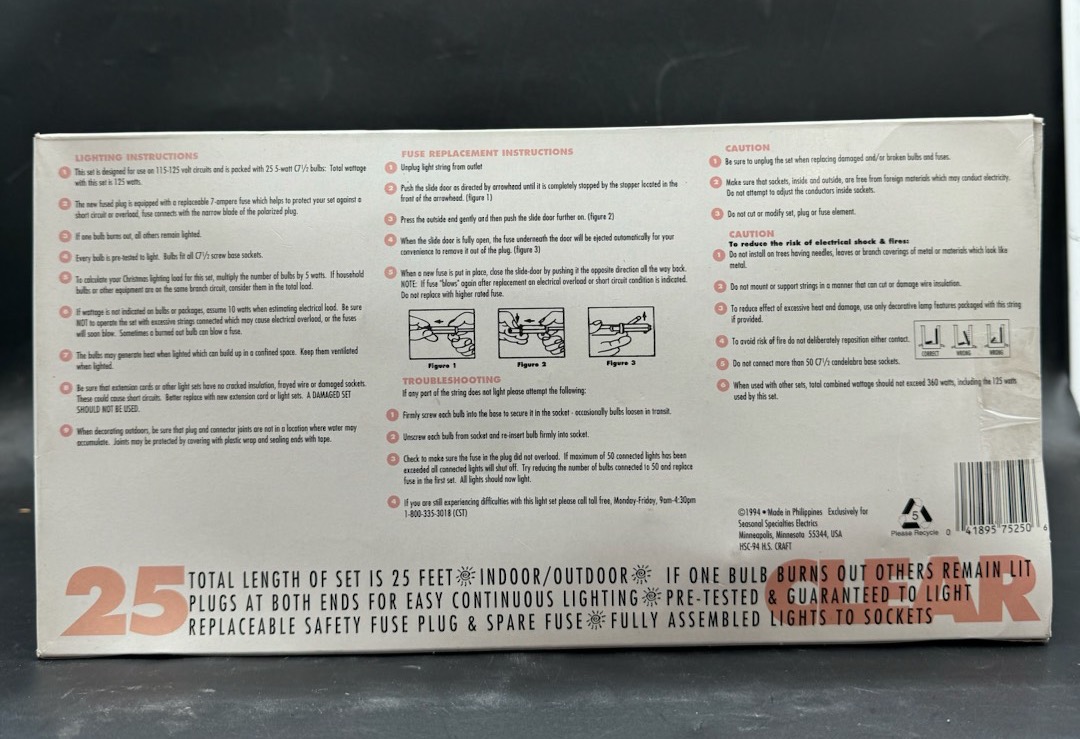 LIGHTING INSTRUCTIONS
1 This set is designed for use on 115-125 volt circuits and is packed with 25 5-watt C7 1/2 bulbs: Total wattage
with this set is 125 watts.
2 The new fused plug is equipped with a replaceable 7-ampere fuse which helps to protect your set against a
short circuit or overload, fuse connects with the narrow blade of the polarized plug.
3 If one bulb burns out, all others remain lighted.
4 Every bulb is pre-tested to light. Bulbs fit all C7 1/2 screw base sockets.
5 To calculate your Christmas lighting load for this set, multiply the number of bulbs by 5 watts. If household
bulbs or other equipment are on the same branch circuit, consider them in the total load.
6 If wattage is not indicated on bulbs or packages, assume 10 watts when estimating electrical load. Be sure
NOT to operate the set with excessive strings connected which may cause electrical overload, or the fuses
will soon blow. Sometimes a burned out bulb can blow a fuse.
7 The bulbs may generate heat when lighted which can build up in a confined space. Keep them ventilated
when lighted.
8 Be sure that extension cords or other light sets have no cracked insulation, frayed wire or damaged sockets.
These could cause short circuits. Better replace with new extension cord or light sets. A DAMAGED SET
SHOULD NOT BE USED.
9 When decorating outdoors, be sure that plug and connector joints are not in a location where water may
accumulate. Joints may be protected by covering with plastic wrap and sealing ends with tape.
FUSE REPLACEMENT INSTRUCTIONS
1 Unplug light string from outlet
2 Push the slide door as directed by arrowhead until it is completely stopped by the stopper located in the
front of the arrowhead. (figure 1)
3 Press the outside end gently and then push the slide door further on. (figure 2)
4 When the slide door is fully open, the fuse underneath the door will be ejected automatically for your
convenience to remove it out of the plug. (figure 3)
5 When a new fuse is put in place, close the slide-door by pushing it the opposite direction all the way back.
NOTE: If fuse "blows" again after replacement an electrical overload or short circuit condition is indicated.
Do not replace with higher rated fuse.
Figure 1 Figure 2 Figure 3
TROUBLESHOOTING
If any part of the string does not light please attempt the following:
1 Firmly screw each bulb into the base to secure it in the socket - occasionally bulbs loosen in transit.
2 Unscrew each bulb from socket and re-insert bulb firmly into socket.
3 Check to make sure the fuse in the plug did not overload. If maximum of 50 connected lights has been
exceeded all connected lights will shut off. Try reducing the number of bulbs connected to 50 and replace
fuse in the first set. All lights should now light.
4 If you are still experiencing difficulties with this light set please call toll free, Monday-Friday, 9am-4:30pm
1-800-335-3018 (CST)
CAUTION
1 Be sure to unplug the set when replacing damaged and/or broken bulbs and fuses.
2 Make sure that sockets, inside and outside, are free from foreign materials which may conduct electricity.
Do not attempt to adjust the conductors inside sockets.
3 Do not cut or modify set, plug or fuse element.
CAUTION
To reduce the risk of electrical shock & fires:
1 Do not install on trees having needles, leaves or branch coverings of metal or materials which look like
metal.
2 Do not mount or support strings in a manner that can cut or damage wire insulation.
3 To reduce effect of excessive heat and damage, use only decorative lamp features packaged with this string
if provided.
4 To avoid risk of fire do not deliberately reposition either contact.
CORRECT WRONG WRONG
5 Do not connect more than 50 C7 1/2 candelabra base sockets.
6 When used with other sets, total combined wattage should not exceed 360 watts, including the 125 watts
used by this set.
©1994 • Made in Philippines Exclusively for
Seasonal Specialties Electrics
Minneapolis, Minnesota 55344, USA
HSC-94 H.S. CRAFT
5
Please Recycle
0 41895 75250 6
25
CLEAR
TOTAL LENGTH OF SET IS 25 FEET INDOOR/OUTDOOR IF ONE BULB BURNS OUT OTHERS REMAIN LIT
PLUGS AT BOTH ENDS FOR EASY CONTINUOUS LIGHTING PRE-TESTED & GUARANTEED TO LIGHT
REPLACEABLE SAFETY FUSE PLUG & SPARE FUSE FULLY ASSEMBLED LIGHTS TO SOCKETS